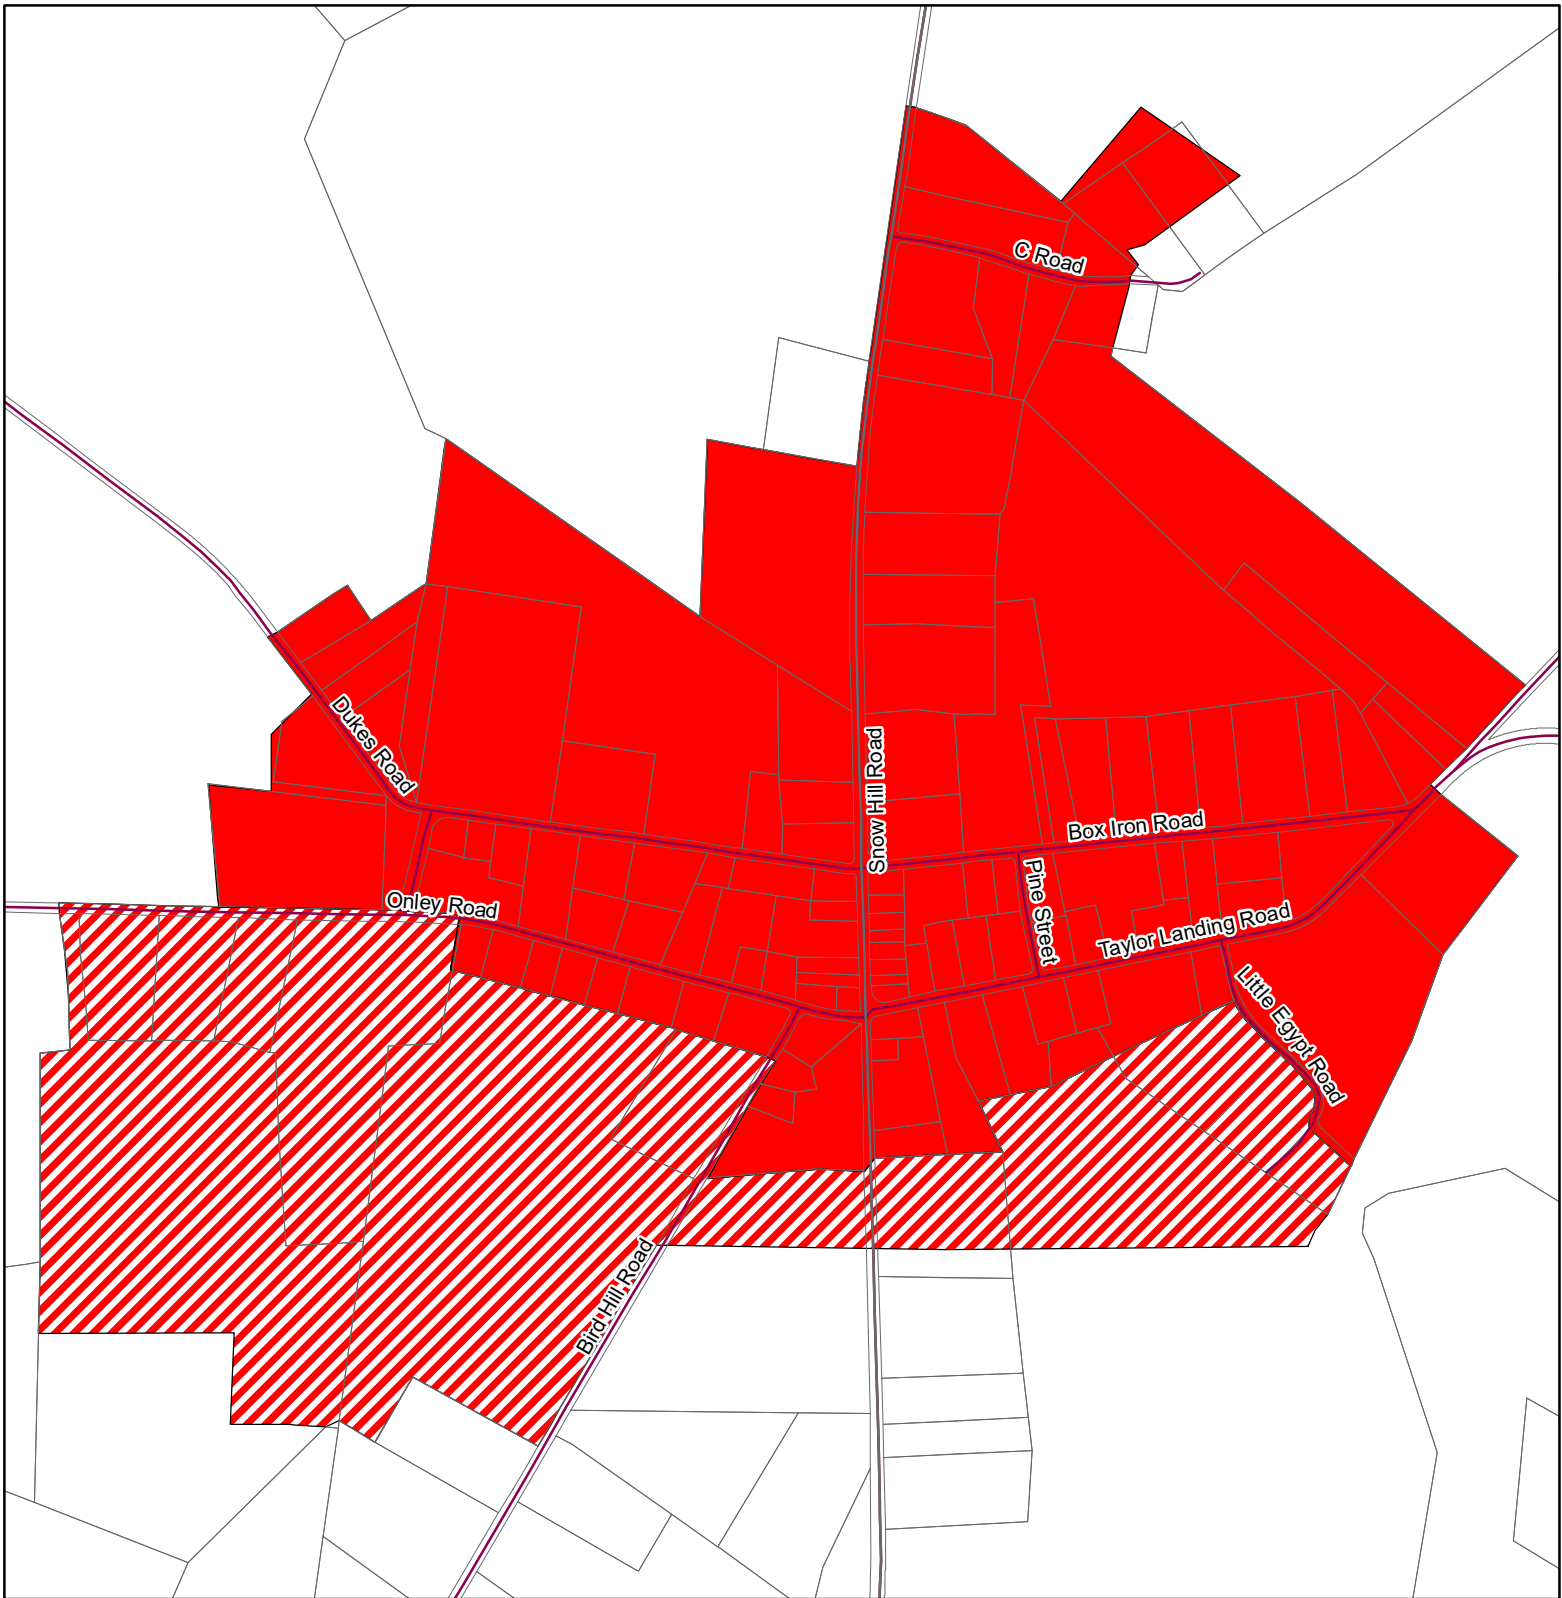 C Road
Dukes Road
Snow Hill Road
Box Iron Road
Pine Street
Onley Road
Taylor Landing Road
Little Egypt Road
Bird Hill Road